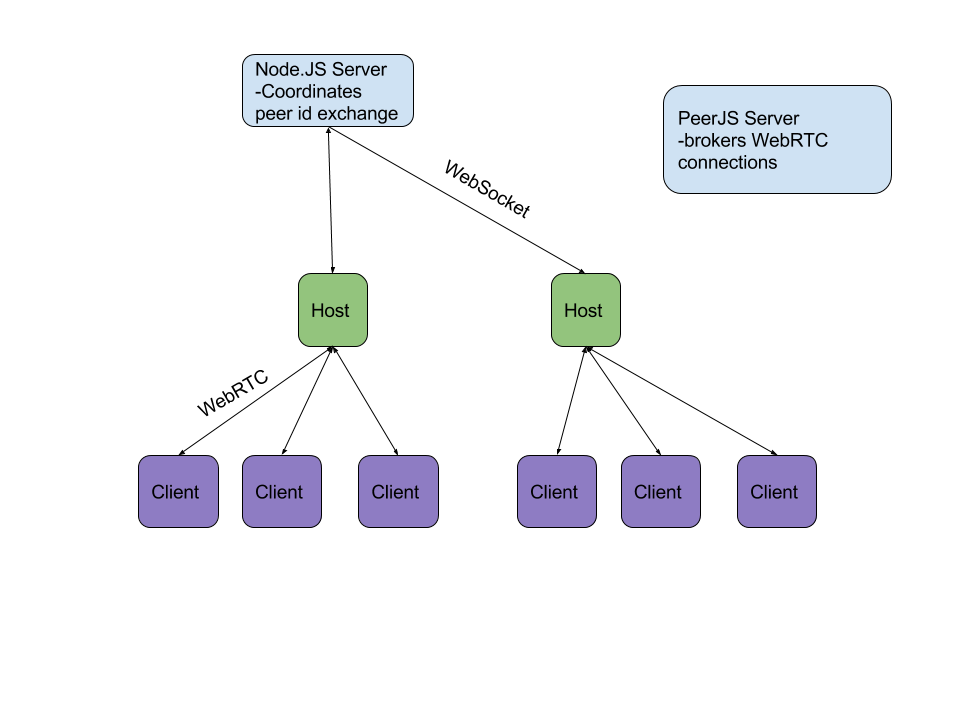 Node.JS Server
-Coordinates
peer id exchange
PeerJS Server
-brokers WebRTC
connections
WebSocket
Host
Host
WebRTC
Client
Client
Client
Client
Client
Client